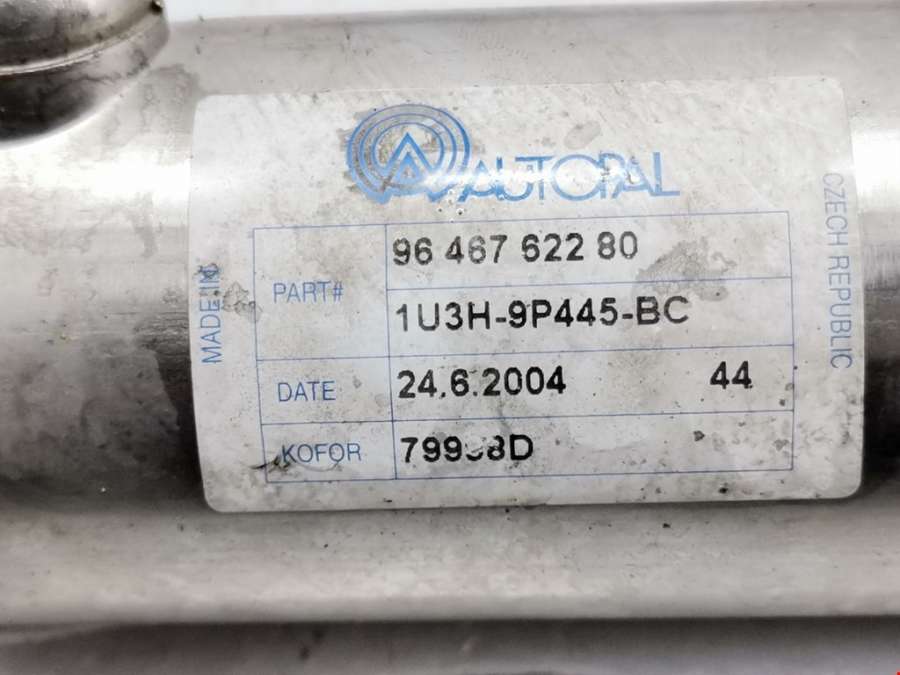 AUTOPAL
MADE IN
CZECH REPUBLIC
PART#
96 467 622 80
1U3H-9P445-BC
DATE
24.6.2004 44
KOFOR